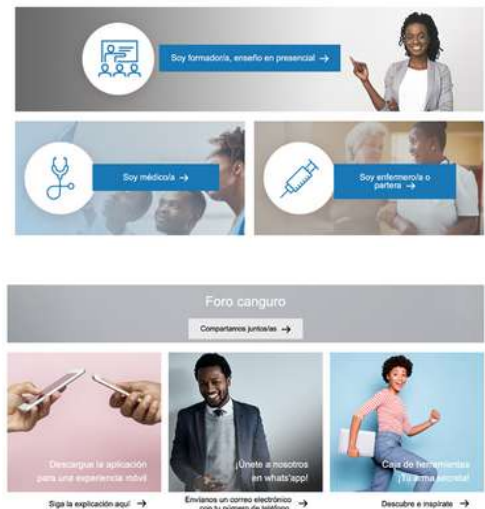 Soy formador/a, enseño en presencial →
Soy médico/a →
Soy enfermero/a o
partera →
Foro canguro
Compartamos juntos/as →
Descargue la aplicación
para una experiencia móvil
Siga la explicación aquí →
¡Únete a nosotros
en whats'app!
Envíanos un correo electrónico →
con tu número de teléfono
Caja de herramientas
¡Tu arma secreta!
Descubre e inspírate →